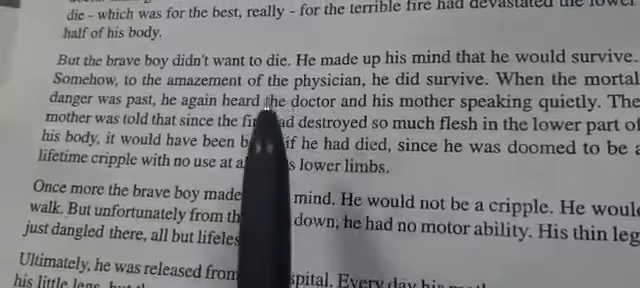 die - which was for the best, really - for the terrible fire had devastated the lower
half of his body.
But the brave boy didn't want to die. He made up his mind that he would survive.
Somehow, to the amazement of the physician, he did survive. When the mortal
danger was past, he again heard the doctor and his mother speaking quietly. The
mother was told that since the fi ad destroyed so much flesh in the lower part of
his body, it would have been b if he had died, since he was doomed to be a
lifetime cripple with no use at a s lower limbs.
Once more the brave boy made mind. He would not be a cripple. He would
walk. But unfortunately from th down, he had no motor ability. His thin leg
just dangled there, all but lifeles
Ultimately, he was released from spital. Every day his
his little legs, but